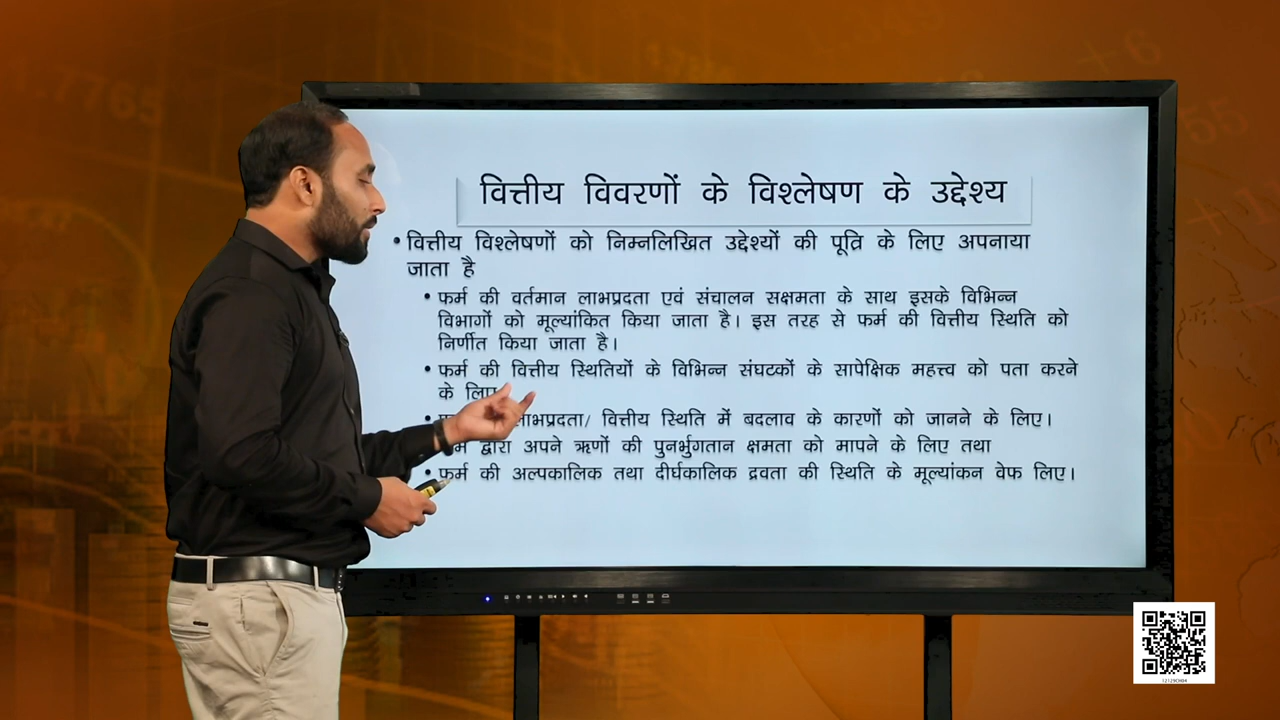 वित्तीय विवरणों के विश्लेषण के उद्देश्य
• वित्तीय विश्लेषणों को निम्नलिखित उद्देश्यों की पूत्रि के लिए अपनाया
जाता है
• फर्म की वर्तमान लाभप्रदता एवं संचालन सक्षमता के साथ इसके विभिन्न
विभागों को मूल्यांकित किया जाता है। इस तरह से फर्म की वित्तीय स्थिति को
निर्णीत किया जाता है।
• फर्म की वित्तीय स्थितियों के विभिन्न संघटकों के सापेक्षिक महत्त्व को पता करने
के लिए
• लाभप्रदता/ वित्तीय स्थिति में बदलाव के कारणों को जानने के लिए।
द्वारा अपने ऋणों की पुनर्भुगतान क्षमता को मापने के लिए तथा
• फर्म की अल्पकालिक तथा दीर्घकालिक द्रवता की स्थिति के मूल्यांकन वेफ लिए।
12129CH04